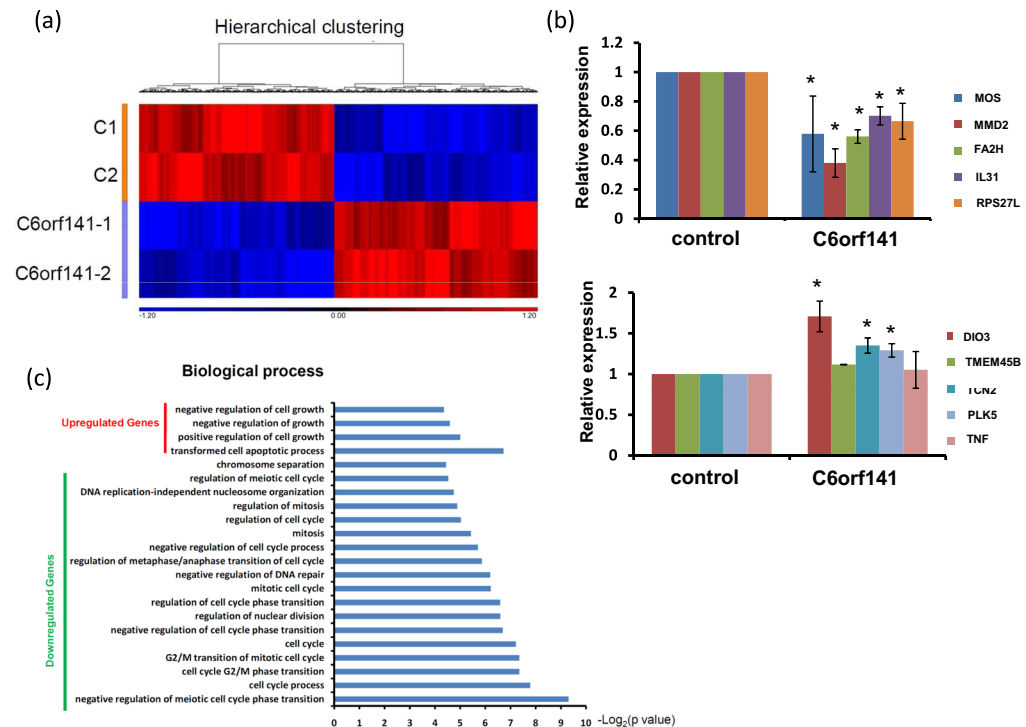 (a)
Hierarchical clustering
C1
C2
C6orf141-1
C6orf141-2
-1.20
0.00
1.20
(b)
Relative expression
1.2
1
0.8
0.6
0.4
0.2
0
* * * * *
control
C6orf141
MOS
MMD2
FA2H
IL31
RPS27L
Relative expression
2
1.5
1
0.5
0
* * *
control
C6orf141
DIO3
TMEM45B
TCN2
PLK5
TNF
(c)
Biological process
Upregulated Genes
negative regulation of cell growth
negative regulation of growth
positive regulation of cell growth
transformed cell apoptotic process
chromosome separation
Downregulated Genes
regulation of meiotic cell cycle
DNA replication-independent nucleosome organization
regulation of mitosis
regulation of cell cycle
mitosis
negative regulation of cell cycle process
regulation of metaphase/anaphase transition of cell cycle
negative regulation of DNA repair
mitotic cell cycle
regulation of cell cycle phase transition
regulation of nuclear division
negative regulation of cell cycle phase transition
cell cycle
G2/M transition of mitotic cell cycle
cell cycle G2/M phase transition
cell cycle process
negative regulation of meiotic cell cycle phase transition
0 1 2 3 4 5 6 7 8 9 10 -Log2(p value)